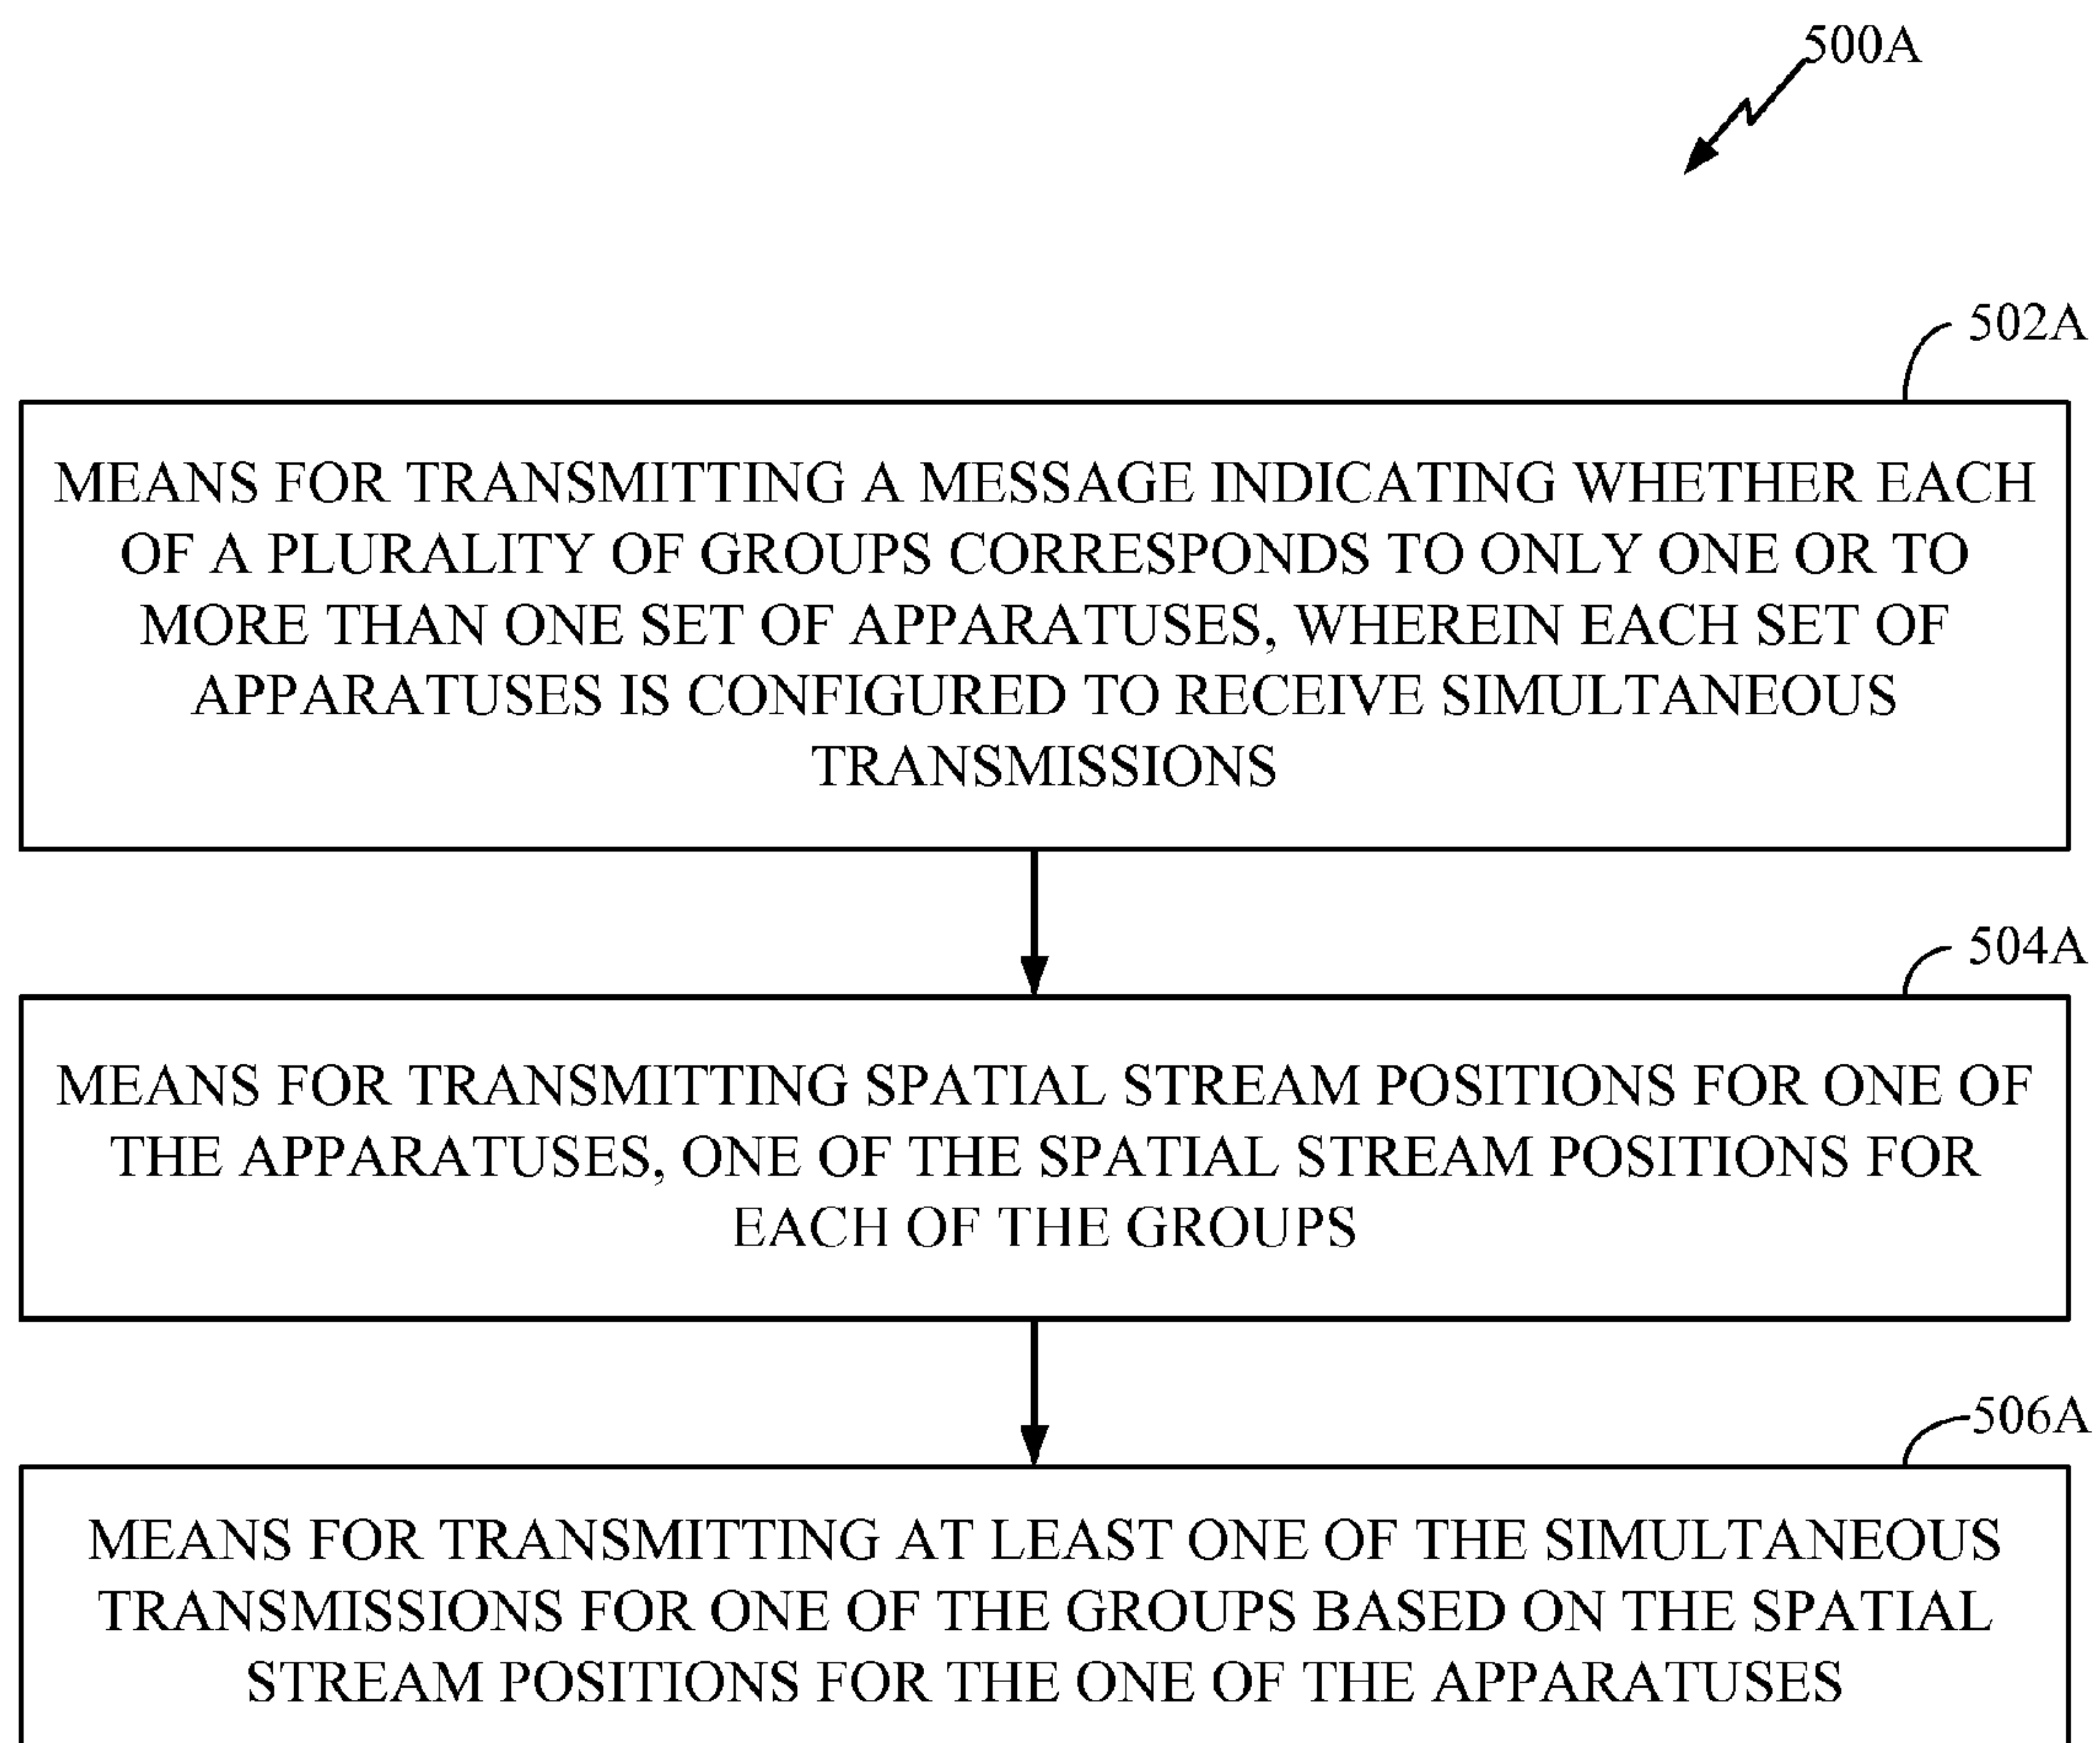 500A
502A
MEANS FOR TRANSMITTING A MESSAGE INDICATING WHETHER EACH
OF A PLURALITY OF GROUPS CORRESPONDS TO ONLY ONE OR TO
MORE THAN ONE SET OF APPARATUSES, WHEREIN EACH SET OF
APPARATUSES IS CONFIGURED TO RECEIVE SIMULTANEOUS
TRANSMISSIONS
504A
MEANS FOR TRANSMITTING SPATIAL STREAM POSITIONS FOR ONE OF
THE APPARATUSES, ONE OF THE SPATIAL STREAM POSITIONS FOR
EACH OF THE GROUPS
506A
MEANS FOR TRANSMITTING AT LEAST ONE OF THE SIMULTANEOUS
TRANSMISSIONS FOR ONE OF THE GROUPS BASED ON THE SPATIAL
STREAM POSITIONS FOR THE ONE OF THE APPARATUSES